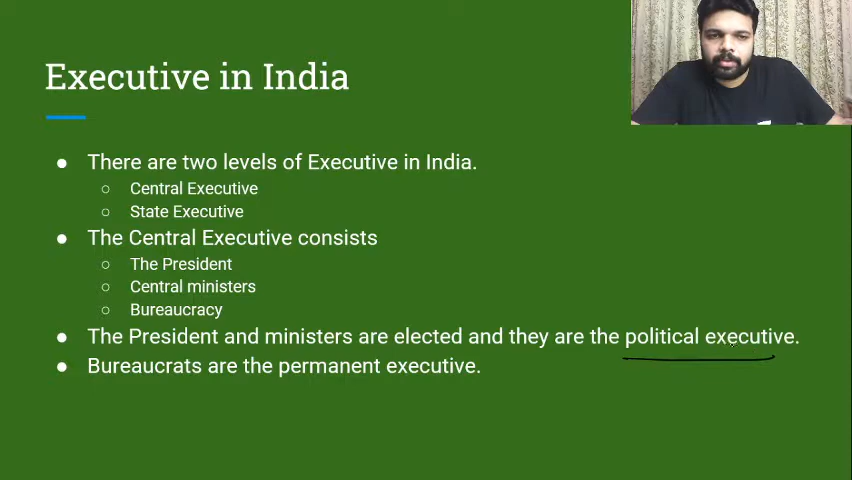 Executive in India
● There are two levels of Executive in India.
○ Central Executive
○ State Executive
● The Central Executive consists
○ The President
○ Central ministers
○ Bureaucracy
● The President and ministers are elected and they are the political executive.
● Bureaucrats are the permanent executive.